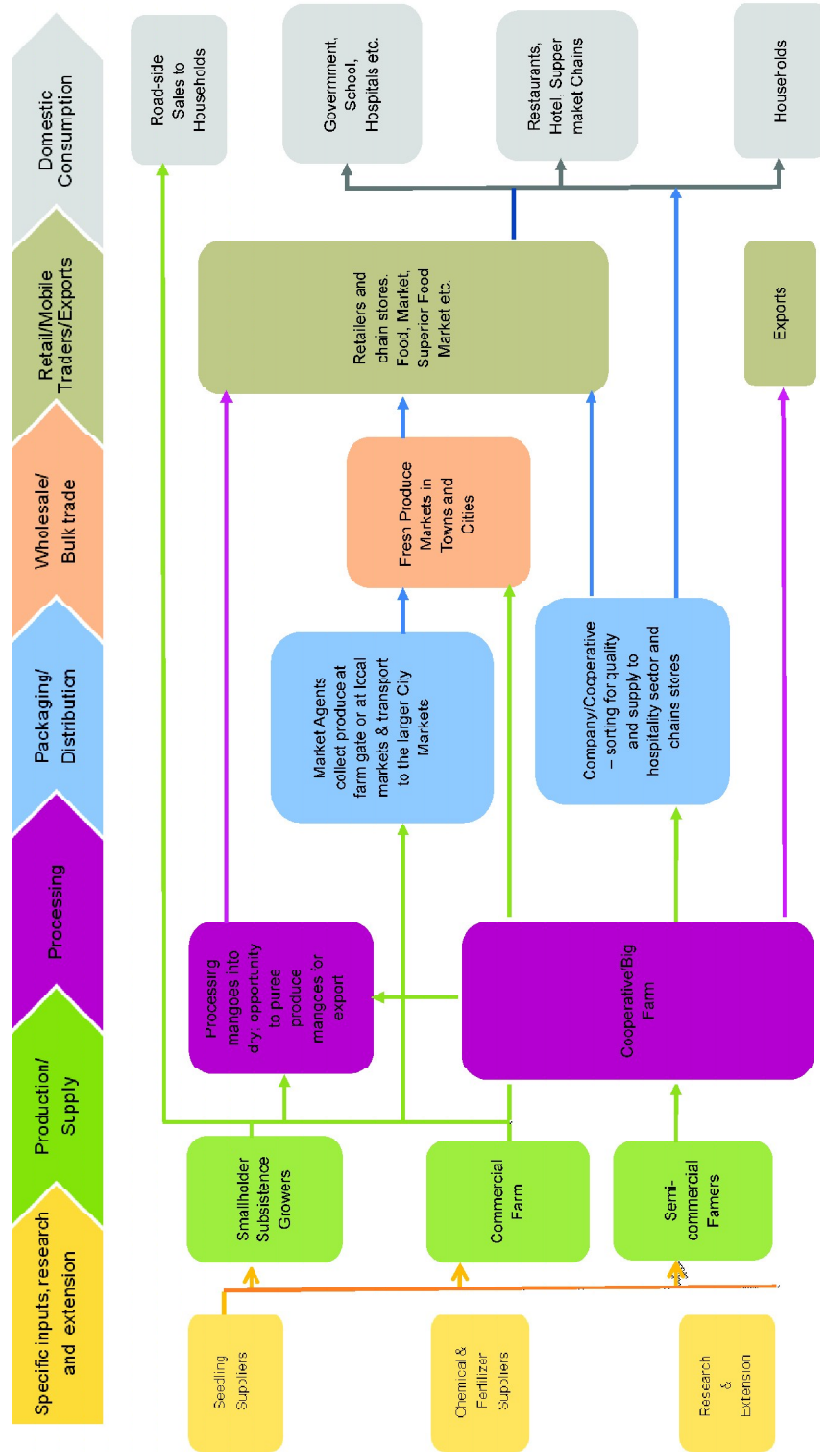 Specific inputs, research
and extension
Production/
Supply
Processing
Packaging/
Distribution
Wholesale/
Bulk trade
Retail/Mobile
Traders/Exports
Domestic
Consumption
Seedling
Suppliers
Chemical &
Fertilizer
Suppliers
Research
&
Extension
Smallholder
Subsistence
Growers
Commercial
Farm
Semi-
commercial
Famers
Processing
mangoes into
dry; opportunity
to puree
produce
mangoes for
export
Cooperative/Big
Farm
Market Agents
collect produce at
farm gate or at local
markets & transport
to the larger City
Markets
Company/Cooperative
– sorting for quality
and supply to
hospitality sector and
chains stores
Fresh Produce
Markets in
Towns and
Cities
Retailers and
chain stores.
Food, Market,
Superior Food
Market etc.
Exports
Road-side
Sales to
Households
Goverment,
School,
Hospitals etc.
Restaurants,
Hotel, Supper
maket Chains
Households